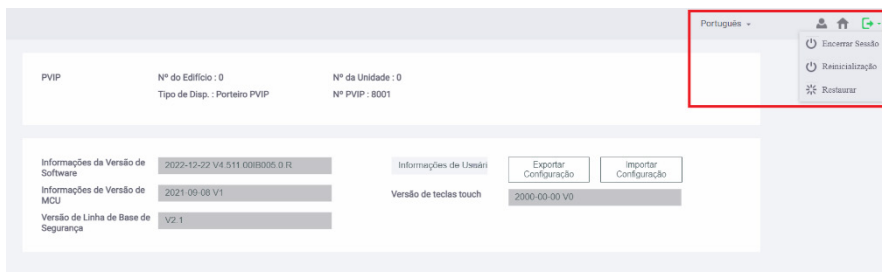 Português
Encerrar Sessão
Reinicialização
Restaurar
PVIP
Nº do Edifício : 0
Nº da Unidade : 0
Tipo de Disp. : Porteiro PVIP
Nº PVIP : 8001
Informações da Versão de
Software
2022-12-22 V4.511.00IB005.0.R
Informações de Usuári
Exportar
Configuração
Importar
Configuração
Informações de Versão de
MCU
2021-09-08 V1
Versão de teclas touch
2000-00-00 V0
Versão de Linha de Base de
Segurança
V2.1